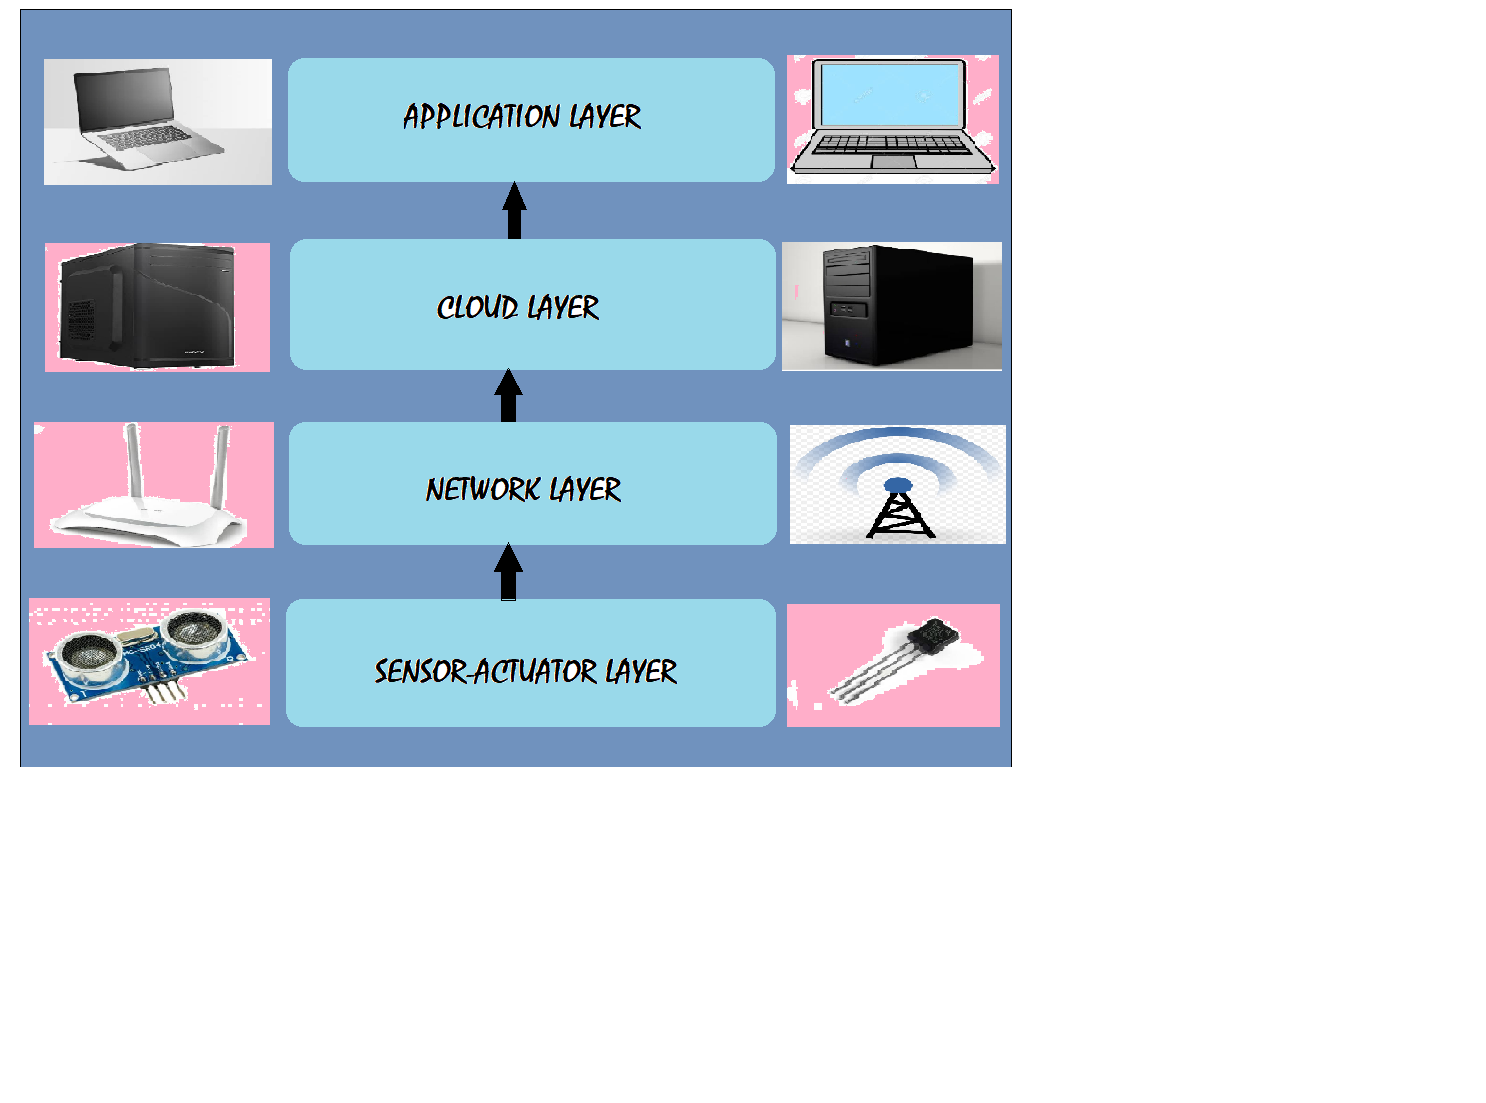 APPLICATION LAYER
CLOUD LAYER
NETWORK LAYER
SENSOR-ACTUATOR LAYER